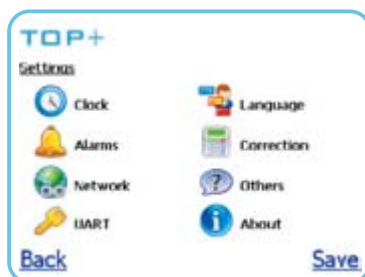 TOP+
Settings
Clock Language
Alarms Correction
Network Others
UART About
Back Save